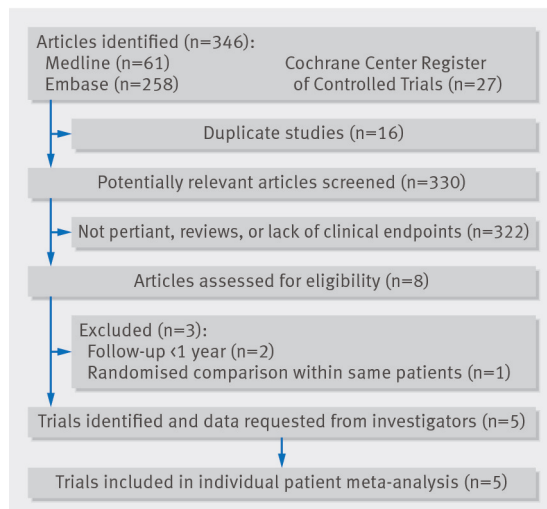 Articles identified (n=346):
Medline (n=61)
Embase (n=258)
Cochrane Center Register
of Controlled Trials (n=27)
Duplicate studies (n=16)
Potentially relevant articles screened (n=330)
Not pertiant, reviews, or lack of clinical endpoints (n=322)
Articles assessed for eligibility (n=8)
Excluded (n=3):
Follow-up <1 year (n=2)
Randomised comparison within same patients (n=1)
Trials identified and data requested from investigators (n=5)
Trials included in individual patient meta-analysis (n=5)